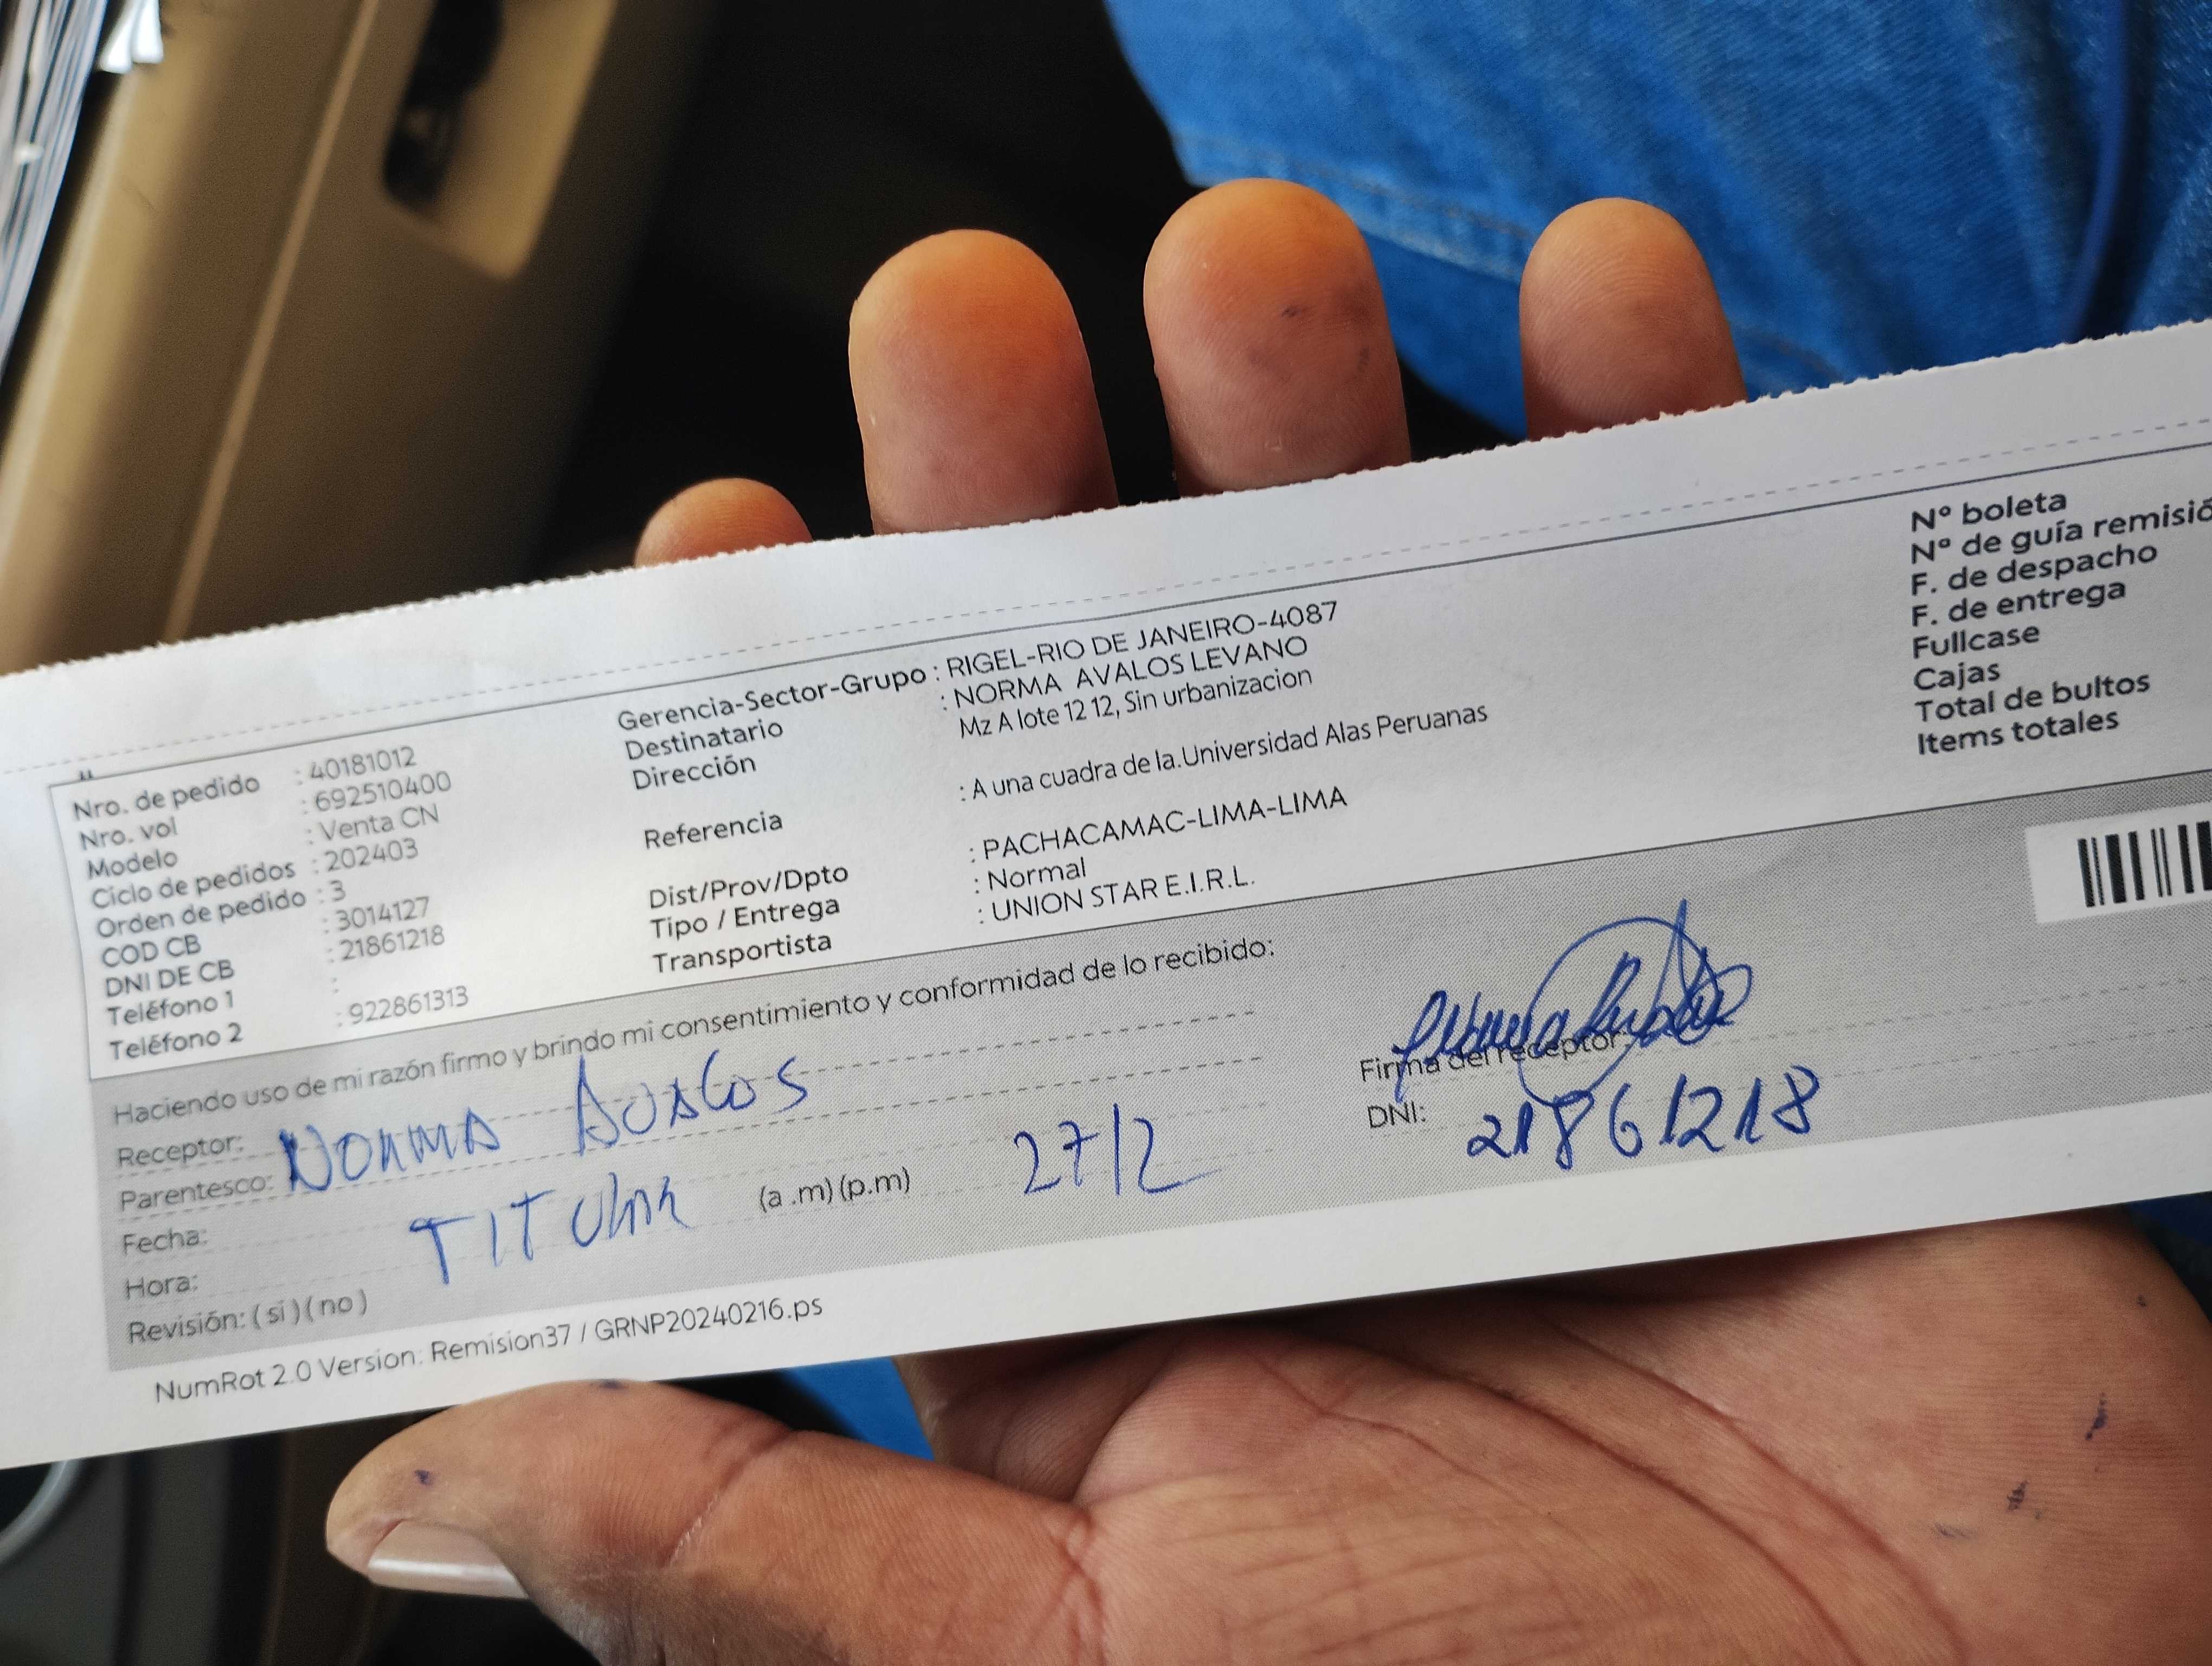 Nro. de pedido : 40181012
Nro. vol : 692510400
Modelo : Venta CN
Ciclo de pedidos : 202403
Orden de pedido : 3
COD CB : 3014127
DNI DE CB : 21861218
Teléfono 1 :
Teléfono 2 : 922861313
Gerencia-Sector-Grupo : RIGEL-RIO DE JANEIRO-4087
Destinatario : NORMA AVALOS LEVANO
Dirección Mz A lote 12 12, Sin urbanizacion
Referencia : A una cuadra de la.Universidad Alas Peruanas
Dist/Prov/Dpto : PACHACAMAC-LIMA-LIMA
Tipo / Entrega : Normal
Transportista : UNION STAR E.I.R.L.
Nº boleta
Nº de guía remisió
F. de despacho
F. de entrega
Fullcase
Cajas
Total de bultos
Items totales
Haciendo uso de mi razón firmo y brindo mi consentimiento y conformidad de lo recibido:
Receptor: NORMA AVALOS
Parentesco:
Fecha: TITULAR 27/2
Hora: (a .m) (p.m)
Revisión: ( si ) ( no )
Firma del receptor:
DNI: 21861218
NumRot 2.0 Version: Remision37 / GRNP20240216.ps